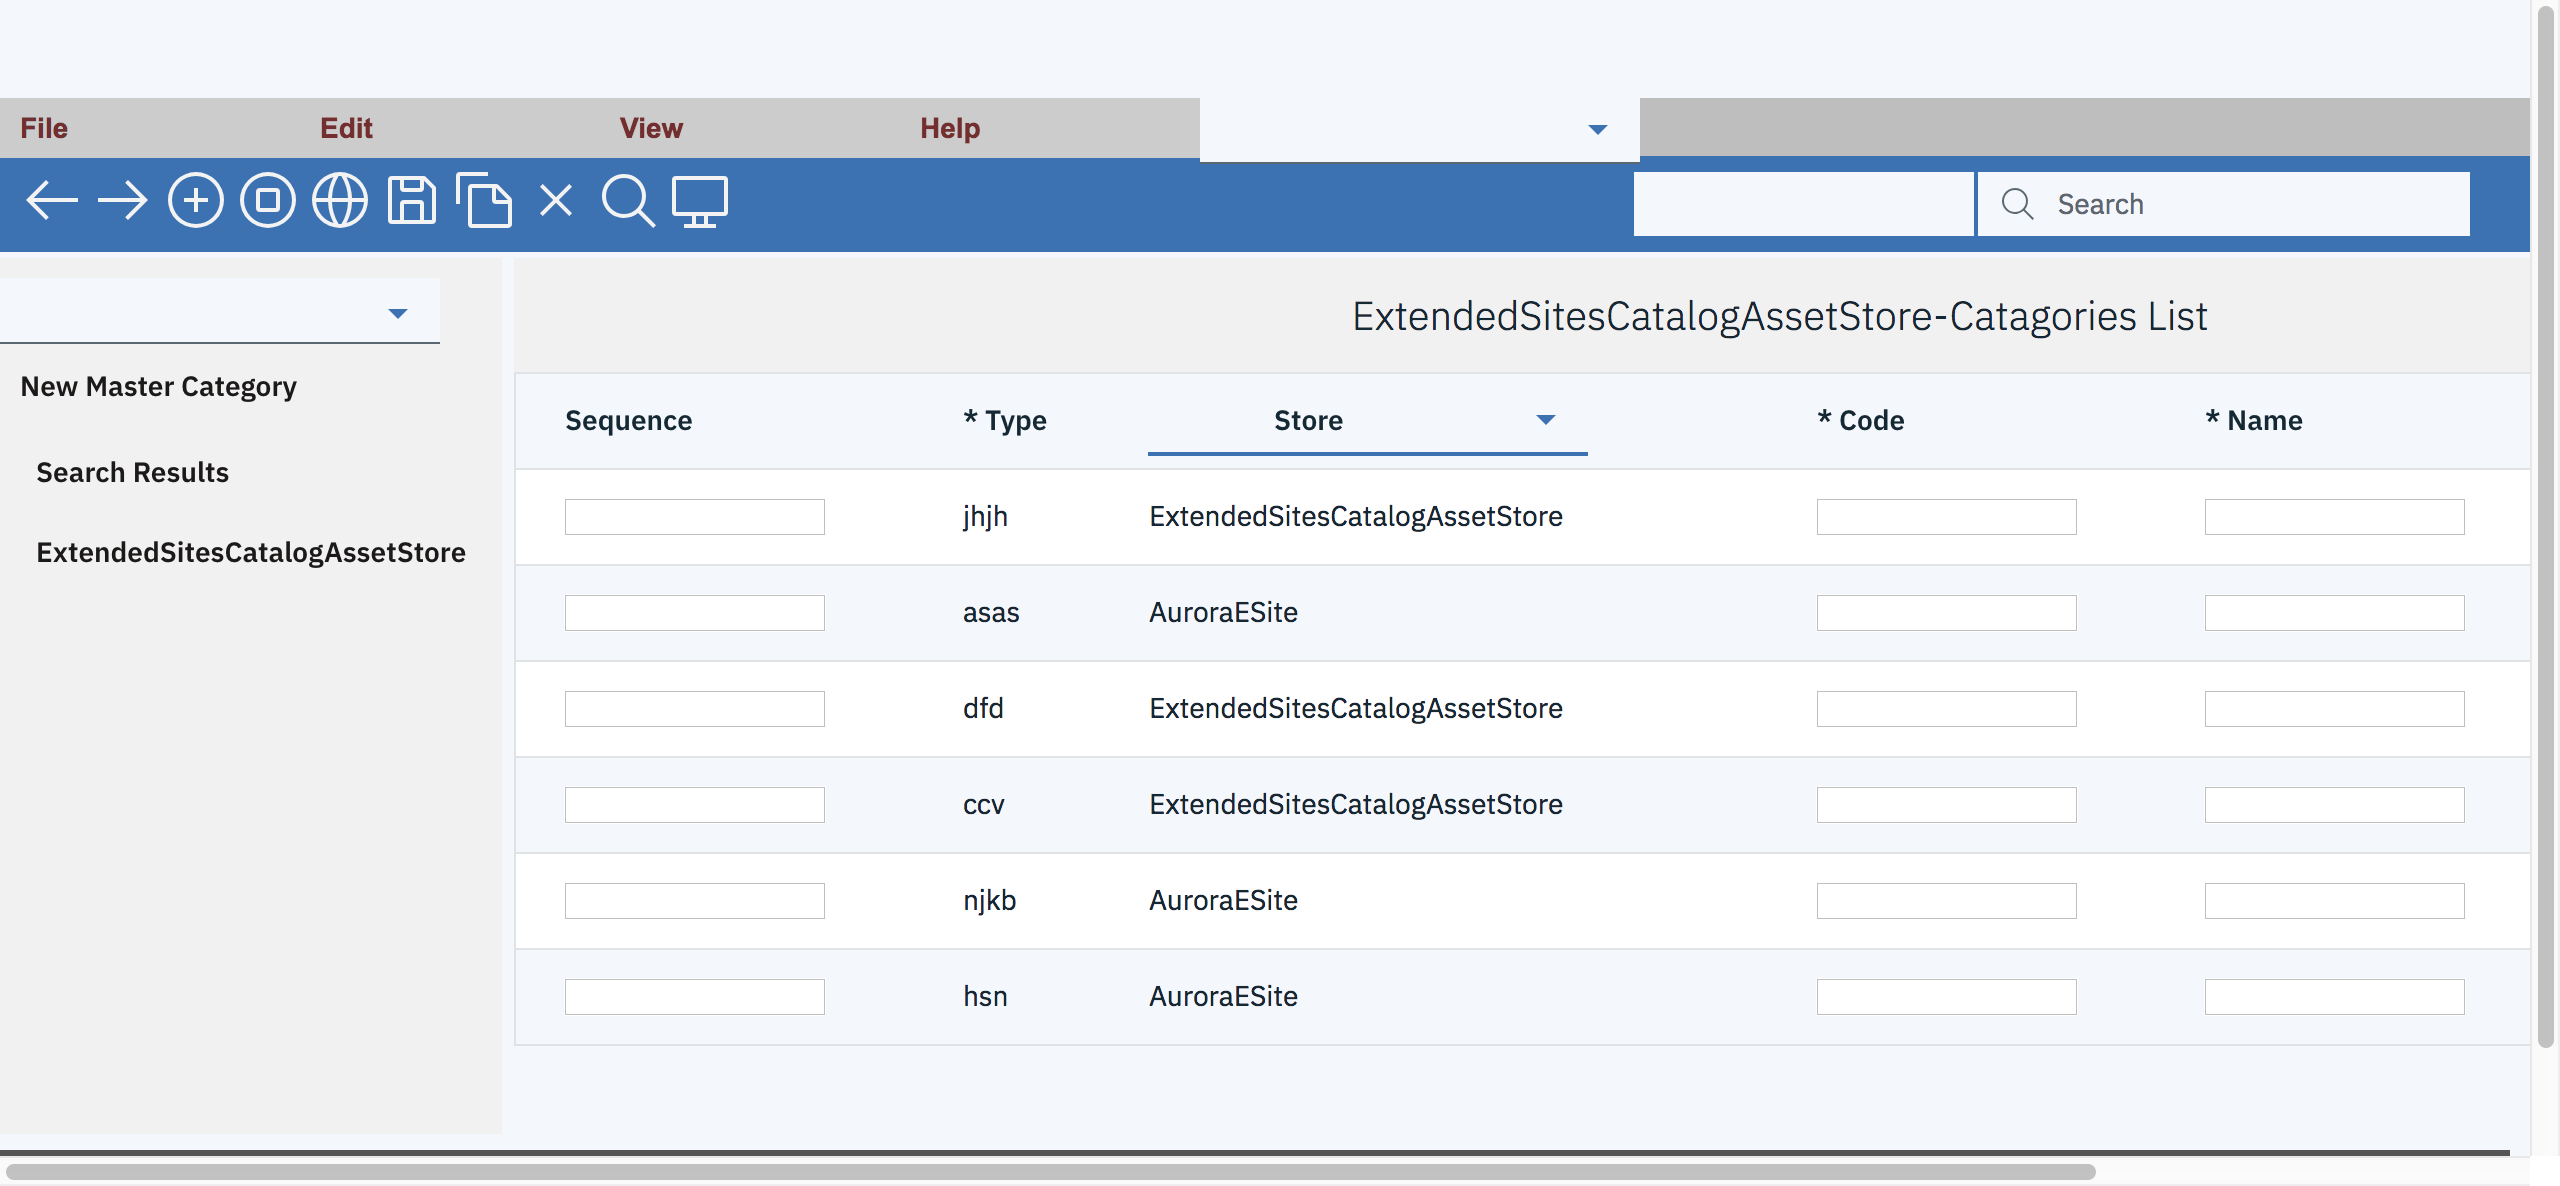 File Edit View Help
Search
ExtendedSitesCatalogAssetStore-Catagories List
New Master Category
Search Results
ExtendedSitesCatalogAssetStore
Sequence * Type Store * Code * Name
jhjh ExtendedSitesCatalogAssetStore
asas AuroraESite
dfd ExtendedSitesCatalogAssetStore
ccv ExtendedSitesCatalogAssetStore
njkb AuroraESite
hsn AuroraESite